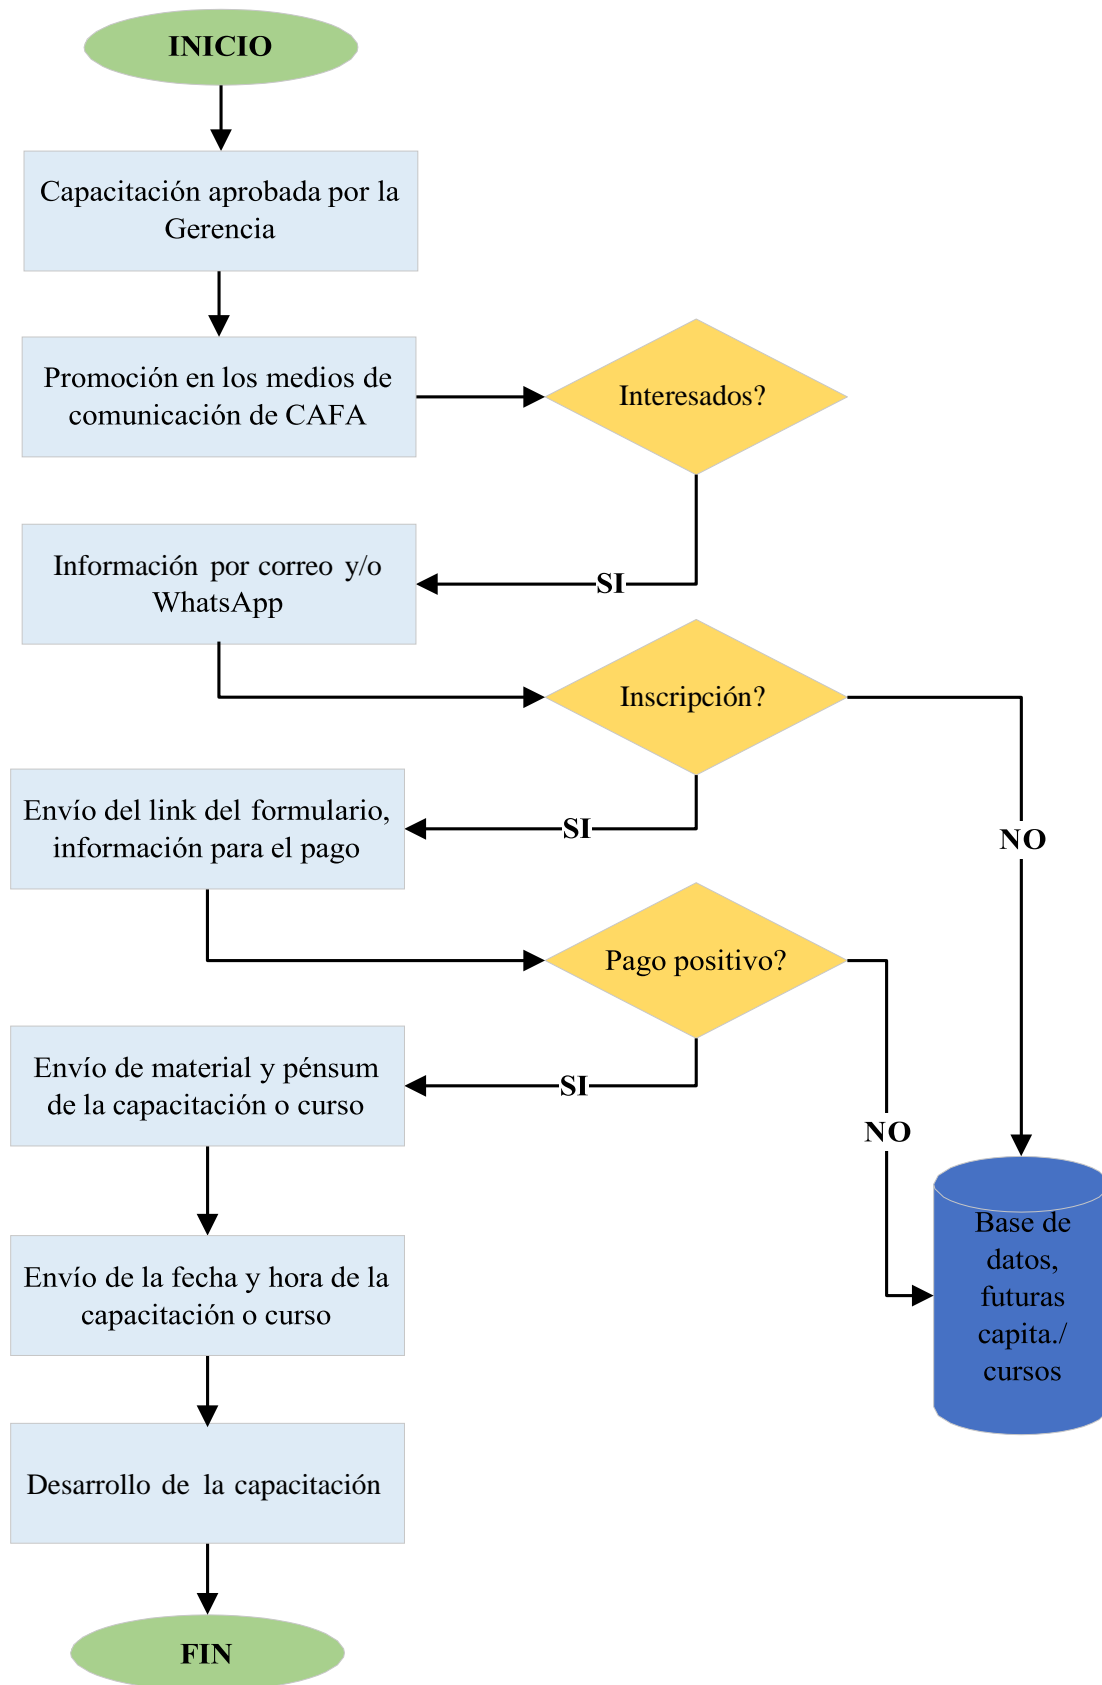 INICIO
Capacitación aprobada por la
Gerencia
Promoción en los medios de
comunicación de CAFA
Interesados?
SI
Información por correo y/o
WhatsApp
Inscripción?
SI
NO
Envío del link del formulario,
información para el pago
Pago positivo?
SI
NO
Envío de material y pénsum
de la capacitación o curso
Base de
datos,
futuras
capita./
cursos
Envío de la fecha y hora de la
capacitación o curso
Desarrollo de la capacitación
FIN